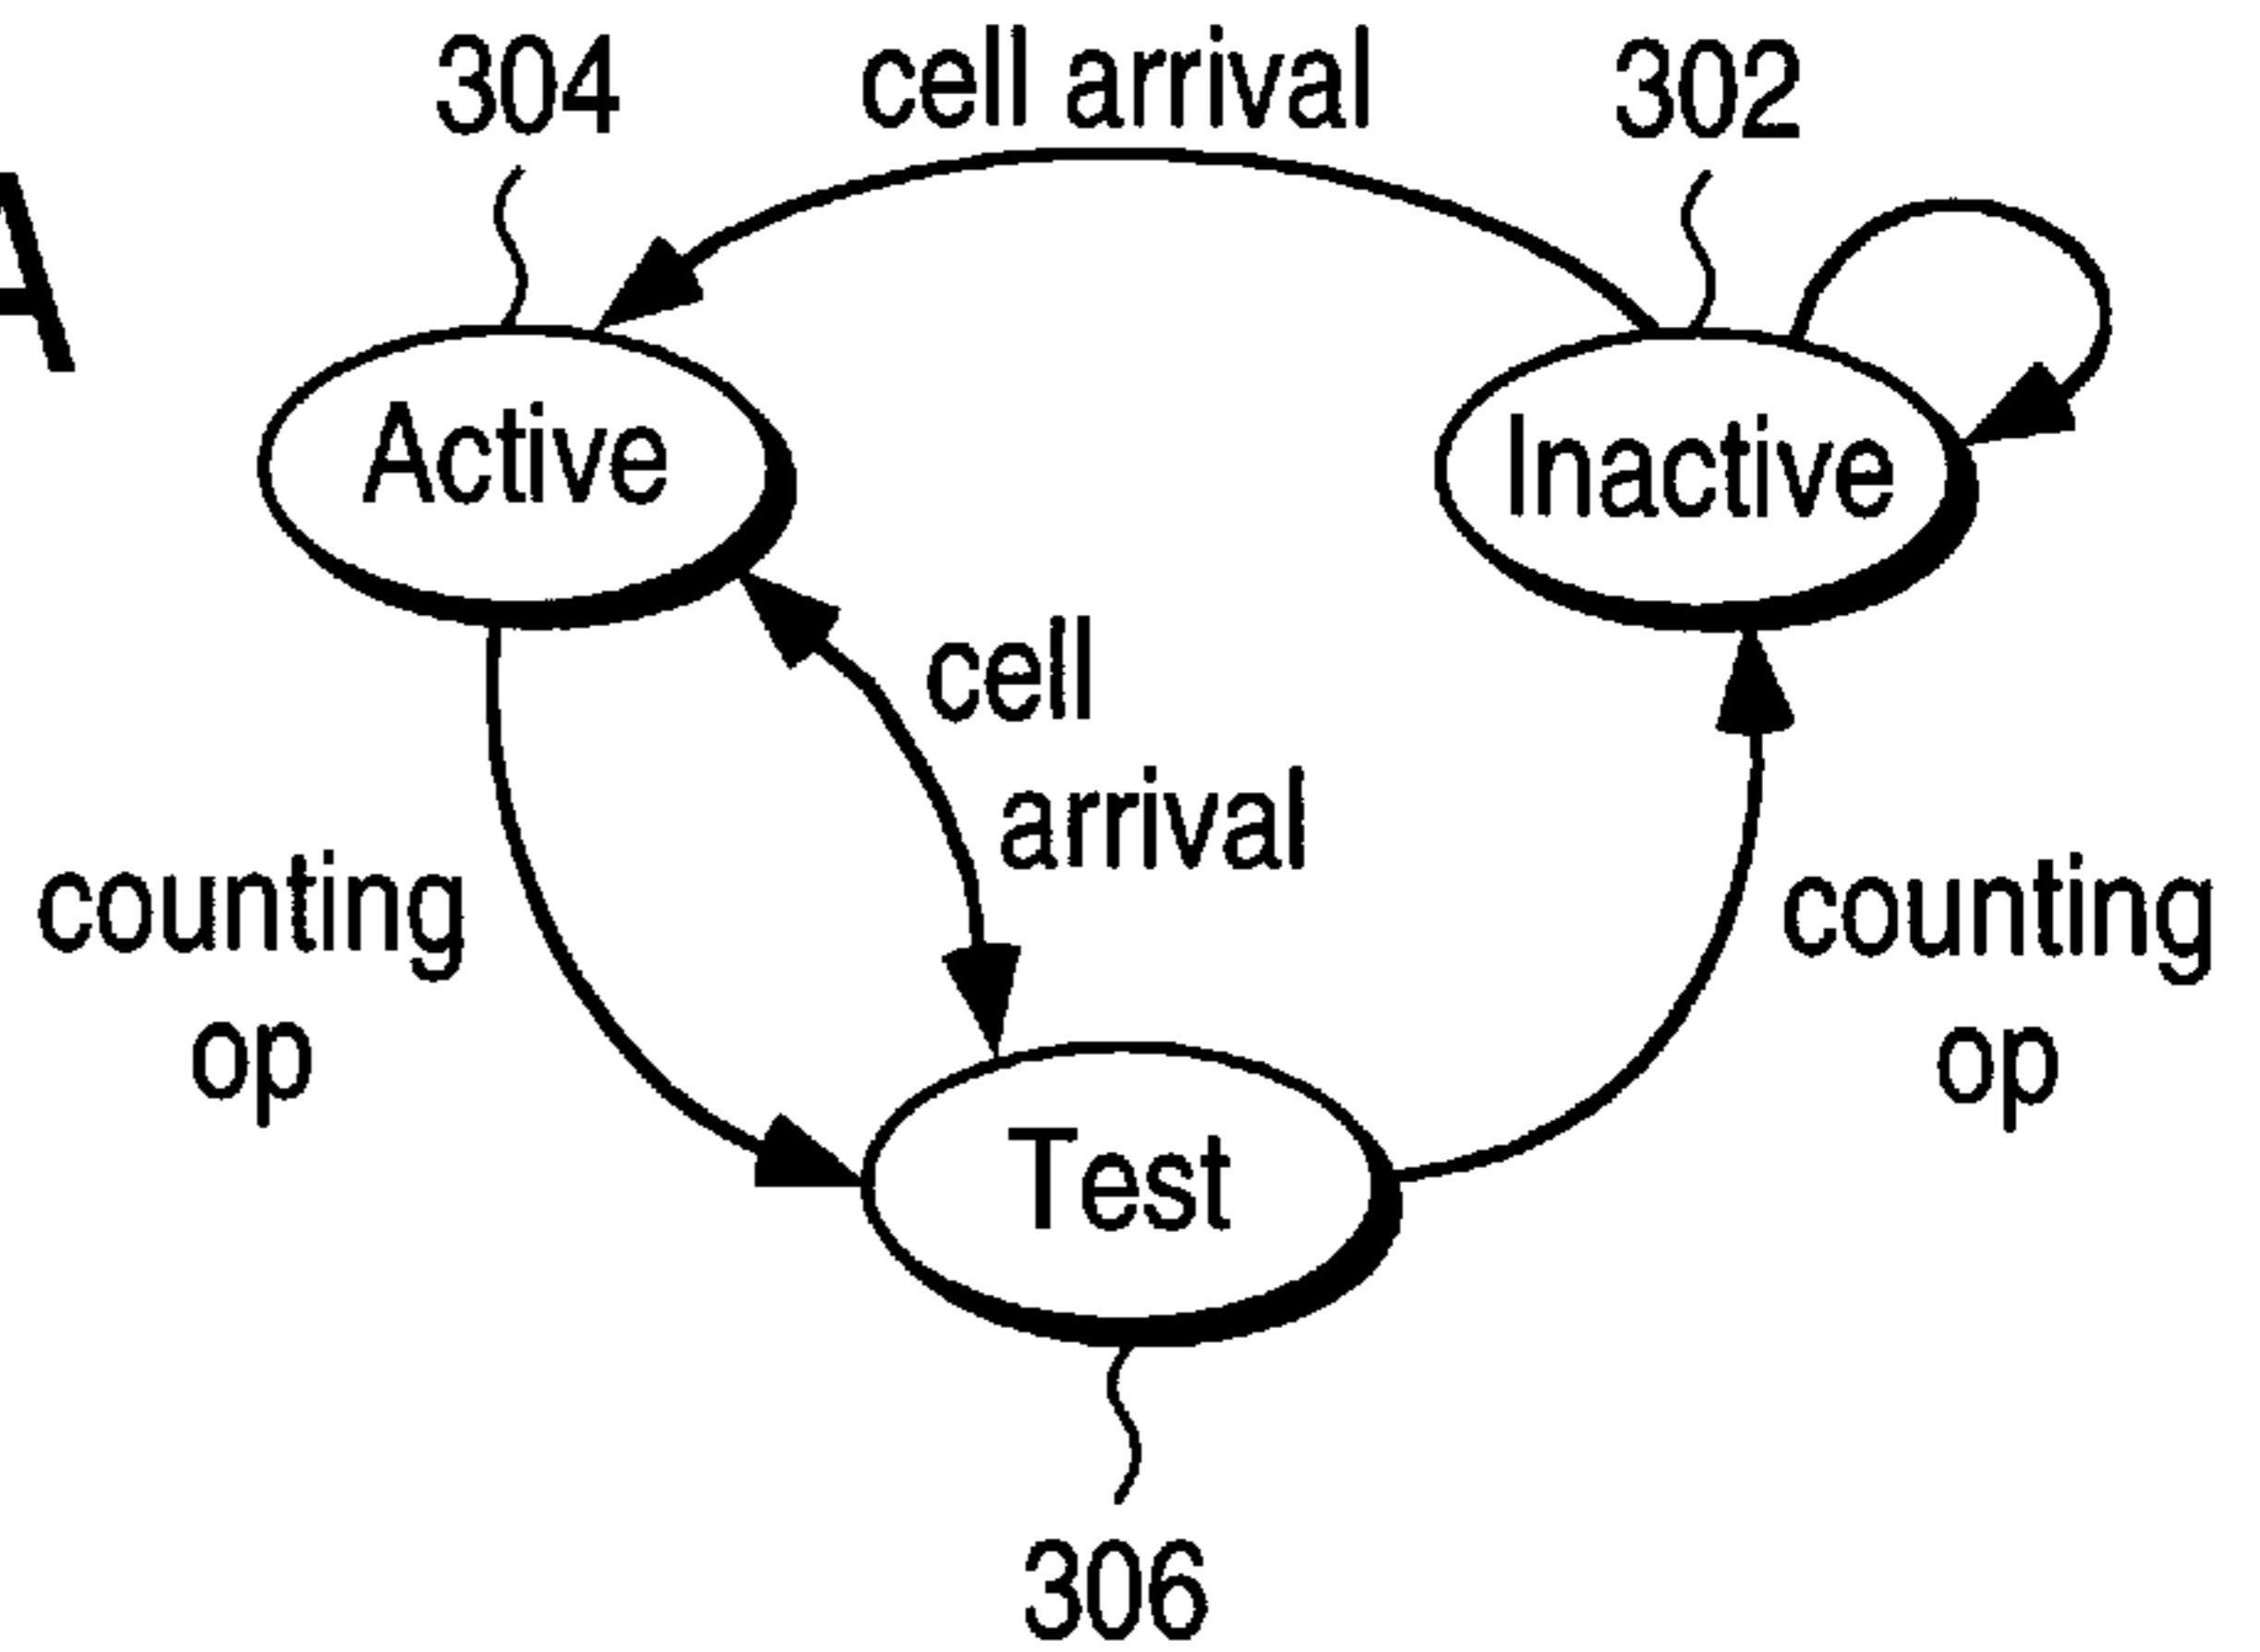 304
cell arrival
302
A
Active
Inactive
cell
arrival
counting
op
counting
op
Test
306